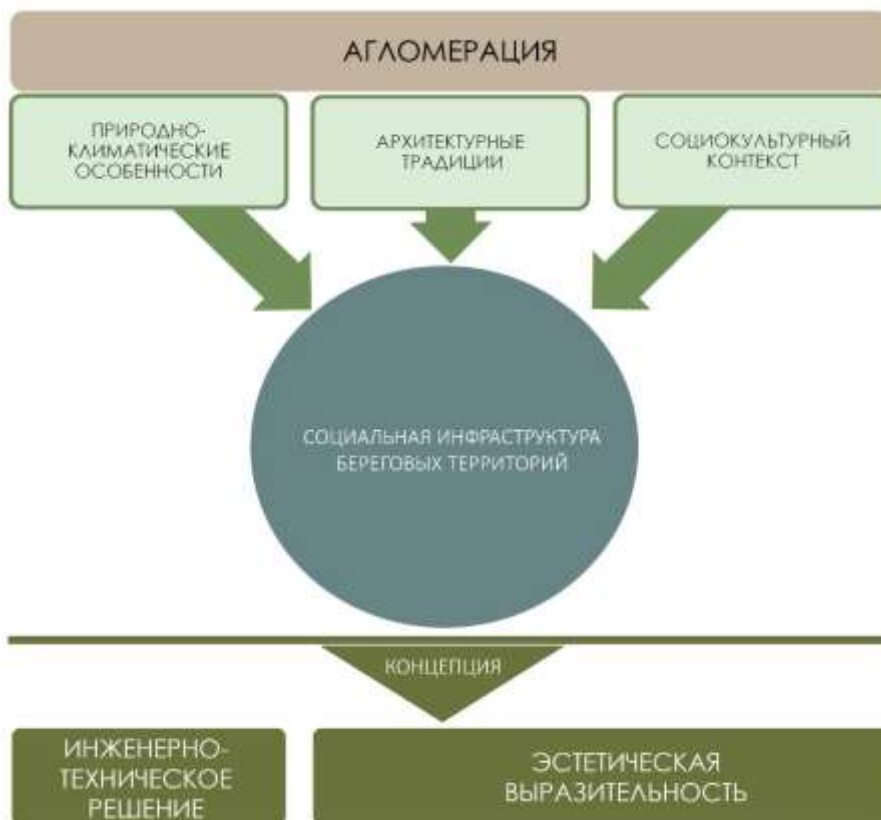 АГЛОМЕРАЦИЯ
ПРИРОДНО-
КЛИМАТИЧЕСКИЕ
ОСОБЕННОСТИ
АРХИТЕКТУРНЫЕ
ТРАДИЦИИ
СОЦИОКУЛЬТУРНЫЙ
КОНТЕКСТ
СОЦИАЛЬНАЯ ИНФРАСТРУКТУРА
БЕРЕГОВЫХ ТЕРРИТОРИЙ
КОНЦЕПЦИЯ
ИНЖЕНЕРНО-
ТЕХНИЧЕСКОЕ
РЕШЕНИЕ
ЭСТЕТИЧЕСКАЯ
ВЫРАЗИТЕЛЬНОСТЬ